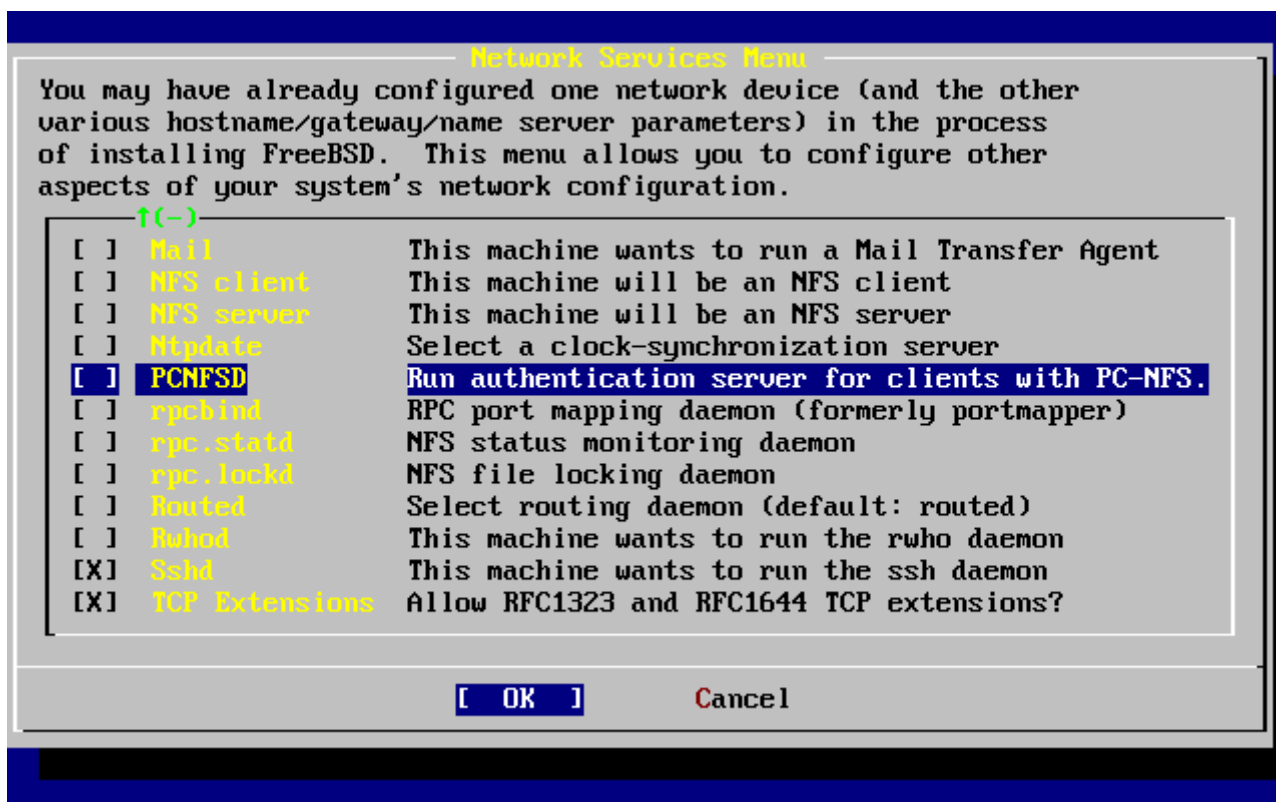 Network Services Menu
You may have already configured one network device (and the other
various hostname/gateway/name server parameters) in the process
of installing FreeBSD.  This menu allows you to configure other
aspects of your system's network configuration.
↑(-)
[ ] Mail This machine wants to run a Mail Transfer Agent
[ ] NFS client This machine will be an NFS client
[ ] NFS server This machine will be an NFS server
[ ] Ntpdate Select a clock-synchronization server
[ ] PCNFSD Run authentication server for clients with PC-NFS.
[ ] rpcbind RPC port mapping daemon (formerly portmapper)
[ ] rpc.statd NFS status monitoring daemon
[ ] rpc.lockd NFS file locking daemon
[ ] Routed Select routing daemon (default: routed)
[ ] Rwhod This machine wants to run the rwho daemon
[X] Sshd This machine wants to run the ssh daemon
[X] TCP Extensions Allow RFC1323 and RFC1644 TCP extensions?
[ OK ] Cancel